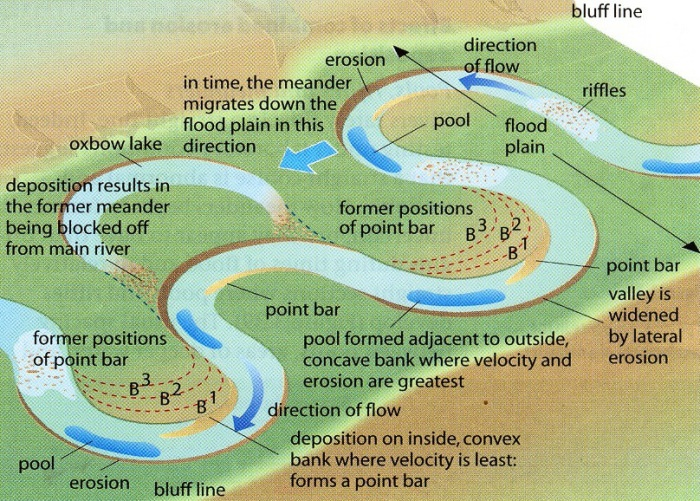 bluff line
direction
of flow
erosion
riffles
in time, the meander
migrates down the
flood plain in this
direction
pool
flood
plain
oxbow lake
deposition results in
the former meander
being blocked off
from main river
former positions
of point bar
B3 B2
B1
point bar
valley is
widened
by lateral
erosion
point bar
pool formed adjacent to outside,
concave bank where velocity and
erosion are greatest
former positions
of point bar
B3 B2 B1
direction of flow
deposition on inside, convex
bank where velocity is least:
forms a point bar
pool
erosion
bluff line